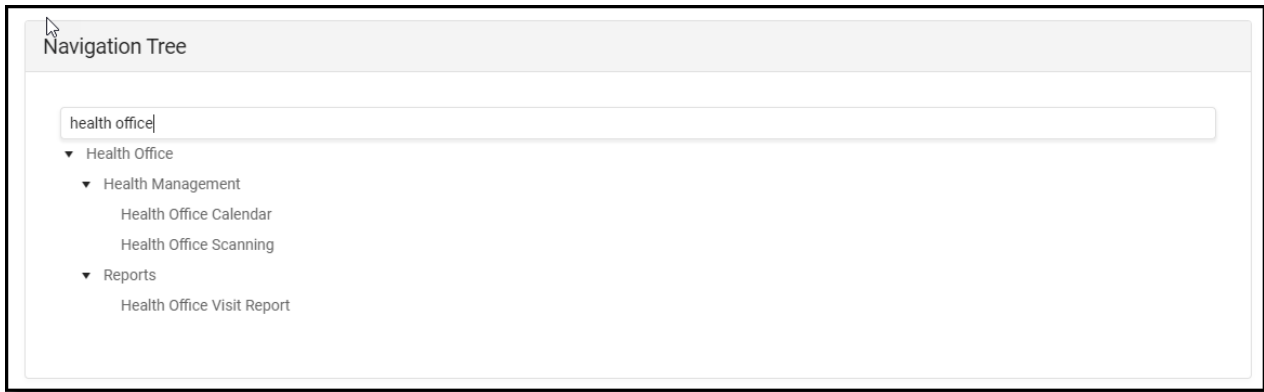 Navigation Tree
health office
Health Office
Health Management
Health Office Calendar
Health Office Scanning
Reports
Health Office Visit Report